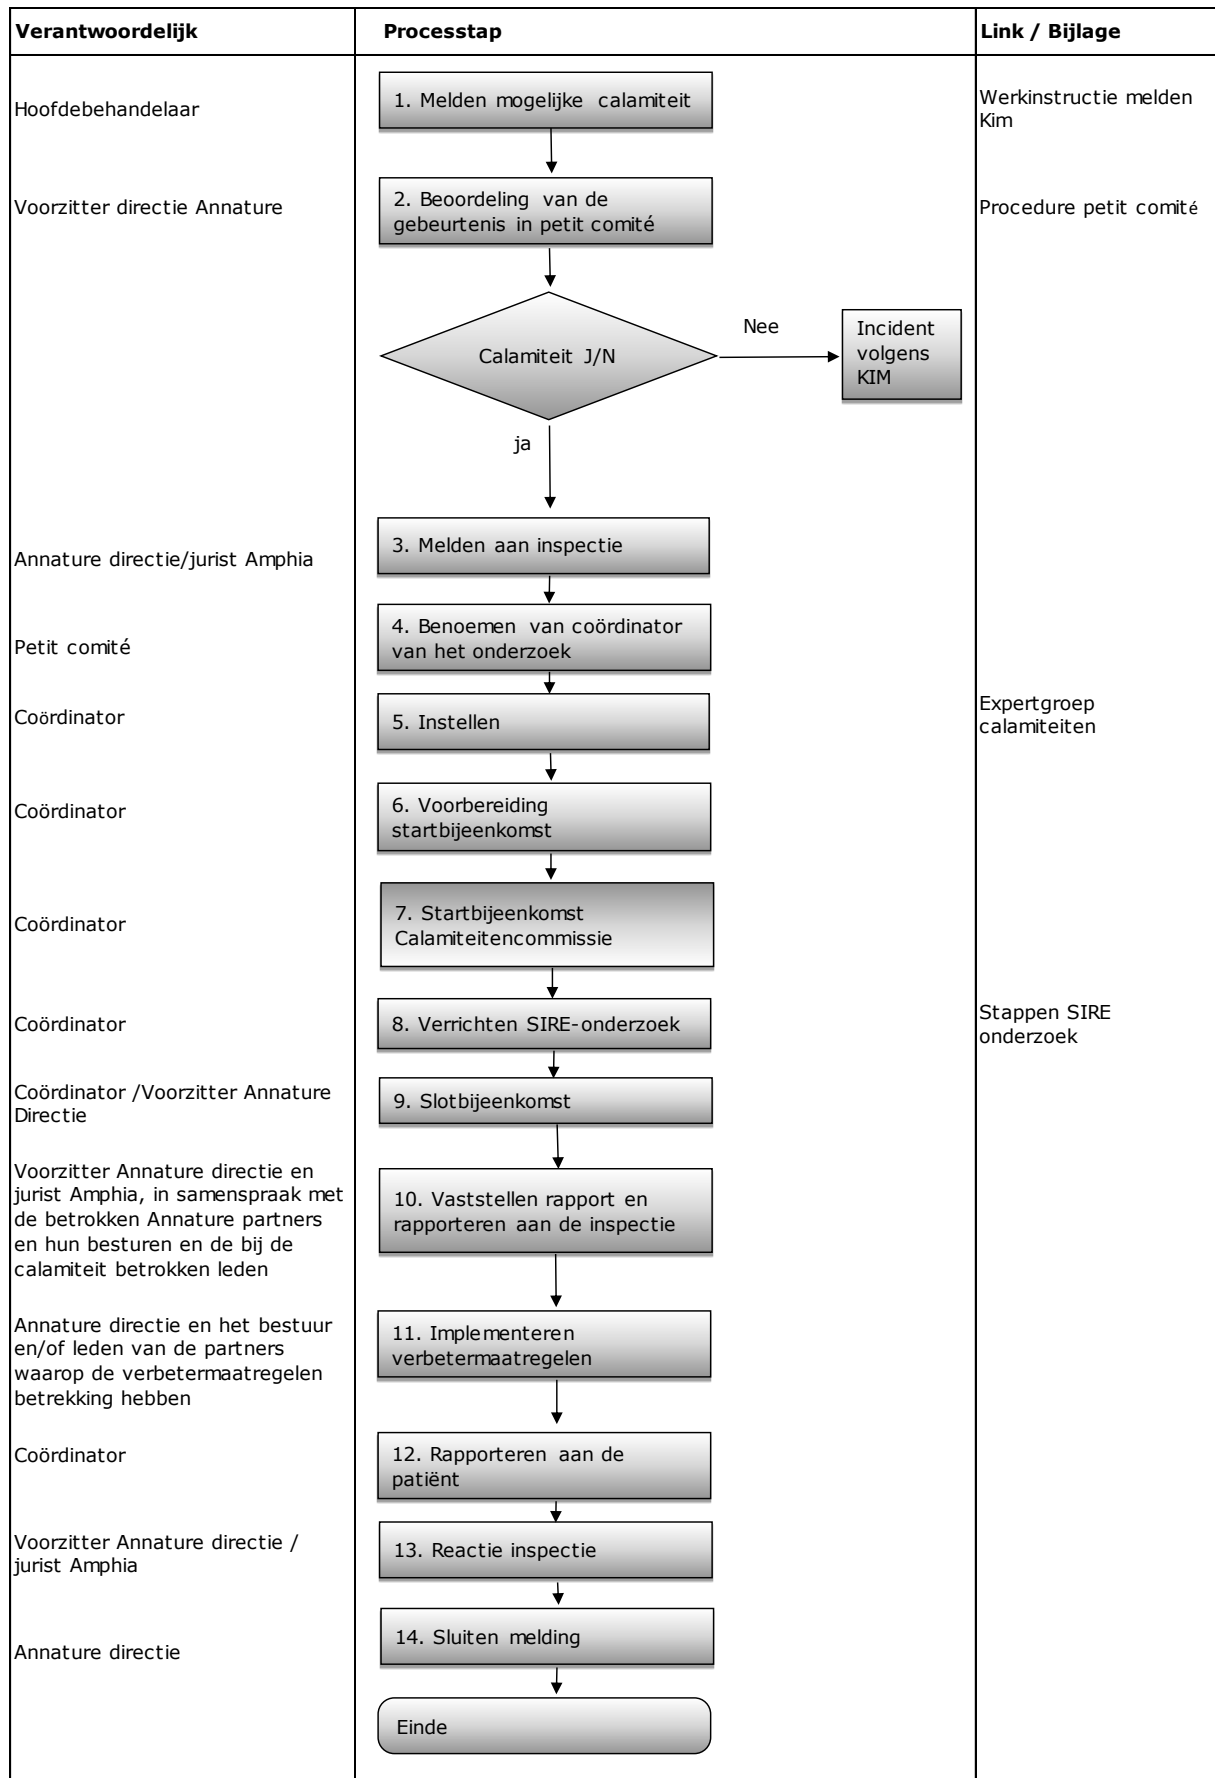 Verantwoordelijk
Processtap
Link / Bijlage
Hoofdebehandelaar
1. Melden mogelijke calamiteit
Werkinstructie melden
Kim
Voorzitter directie Annature
2. Beoordeling van de
gebeurtenis in petit comité
Procedure petit comité
Calamiteit J/N
Nee
Incident
volgens
KIM
ja
Annature directie/jurist Amphia
3. Melden aan inspectie
Petit comité
4. Benoemen van coördinator
van het onderzoek
Coördinator
5. Instellen
Expertgroep
calamiteiten
Coördinator
6. Voorbereiding
startbijeenkomst
Coördinator
7. Startbijeenkomst
Calamiteitencommissie
Coördinator
8. Verrichten SIRE-onderzoek
Stappen SIRE
onderzoek
Coördinator /Voorzitter Annature
Directie
9. Slotbijeenkomst
Voorzitter Annature directie en
jurist Amphia, in samenspraak met
de betrokken Annature partners
en hun besturen en de bij de
calamiteit betrokken leden
10. Vaststellen rapport en
rapporteren aan de inspectie
Annature directie en het bestuur
en/of leden van de partners
waarop de verbetermaatregelen
betrekking hebben
11. Implementeren
verbetermaatregelen
Coördinator
12. Rapporteren aan de
patiënt
Voorzitter Annature directie /
jurist Amphia
13. Reactie inspectie
Annature directie
14. Sluiten melding
Einde